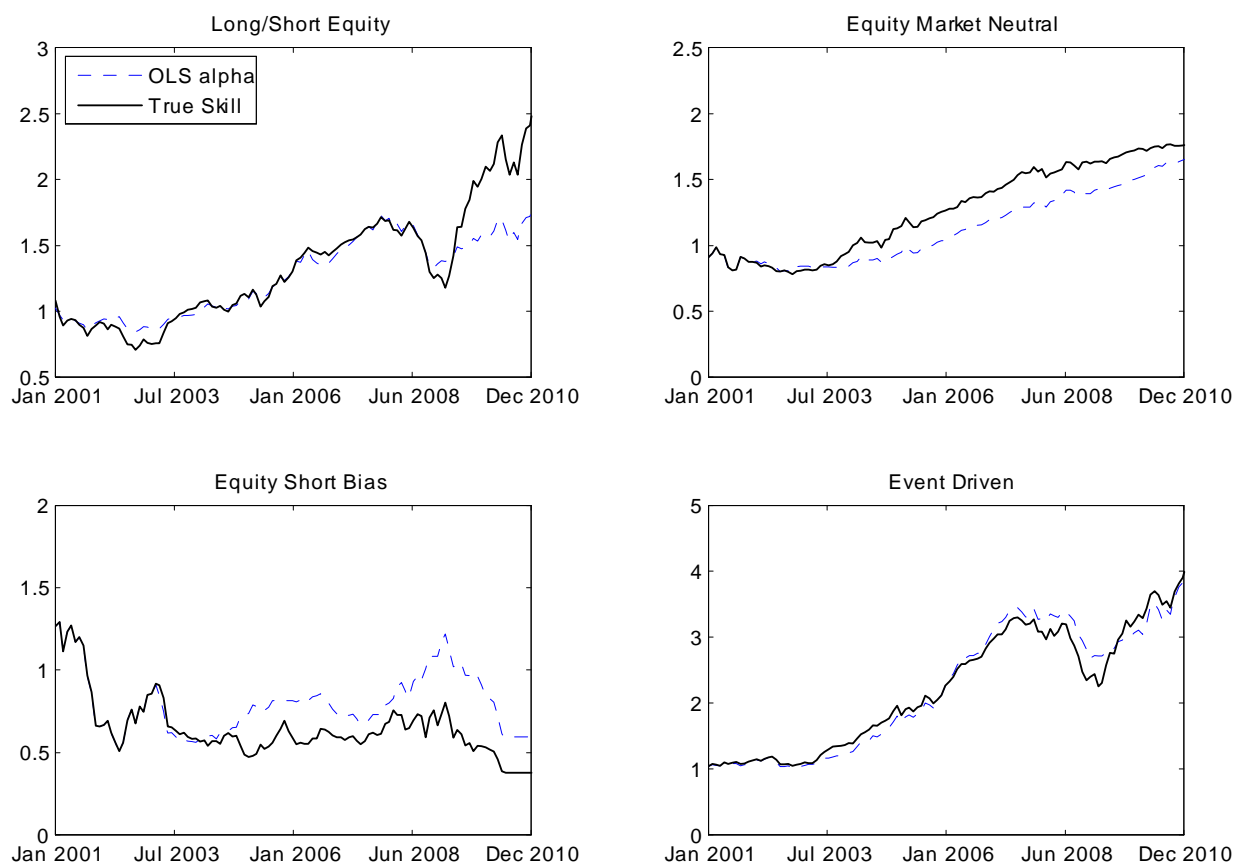 Long/Short Equity
3
2.5
2
1.5
1
0.5
OLS alpha
True Skill
Jan 2001 Jul 2003 Jan 2006 Jun 2008 Dec 2010
Equity Market Neutral
2.5
2
1.5
1
0.5
0
Jan 2001 Jul 2003 Jan 2006 Jun 2008 Dec 2010
Equity Short Bias
2
1.5
1
0.5
0
Jan 2001 Jul 2003 Jan 2006 Jun 2008 Dec 2010
Event Driven
5
4
3
2
1
0
Jan 2001 Jul 2003 Jan 2006 Jun 2008 Dec 2010